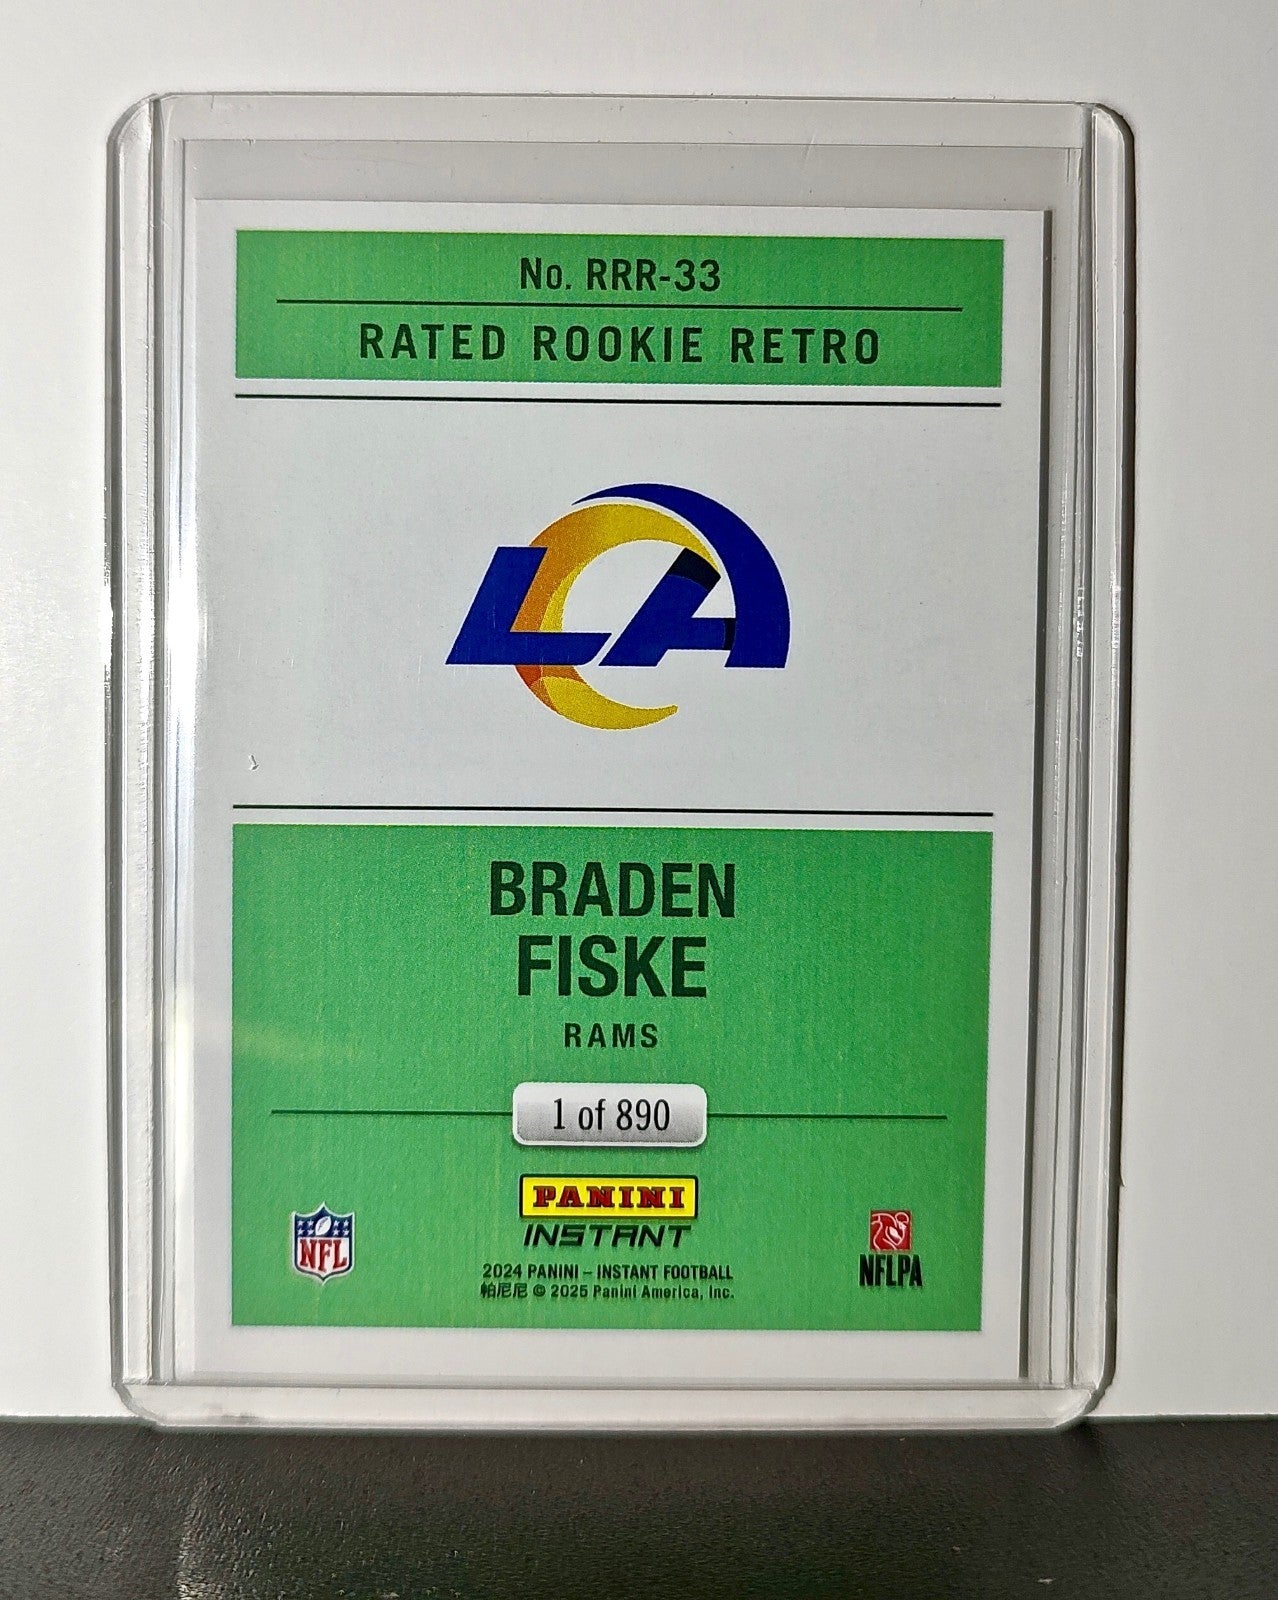 No. RRR-33
RATED ROOKIE RETRO
LA
BRADEN
FISKE
RAMS
1 of 890
PANINI
INSTANT
NFL
NFLPA
2024 PANINI – INSTANT FOOTBALL
帕尼尼 © 2025 Panini America, Inc.